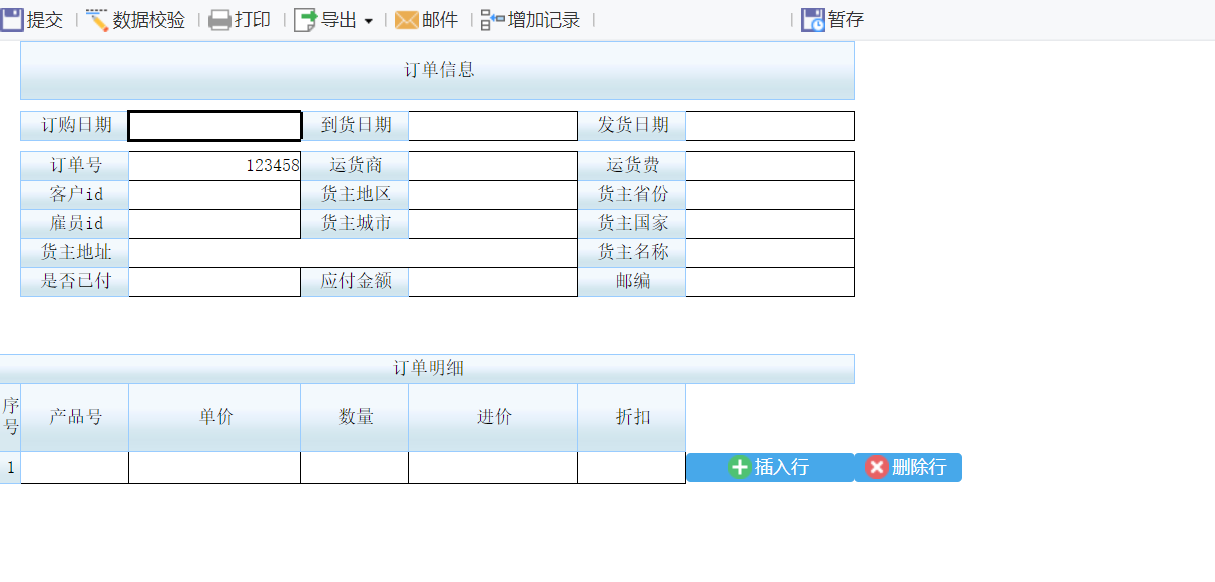 提交 数据校验 打印 导出 邮件 增加记录 暂存
订单信息
订购日期 到货日期 发货日期
订单号 123458 运货商 运货费
客户id 货主地区 货主省份
雇员id 货主城市 货主国家
货主地址 货主名称
是否已付 应付金额 邮编
订单明细
序号 产品号 单价 数量 进价 折扣
1 插入行 删除行